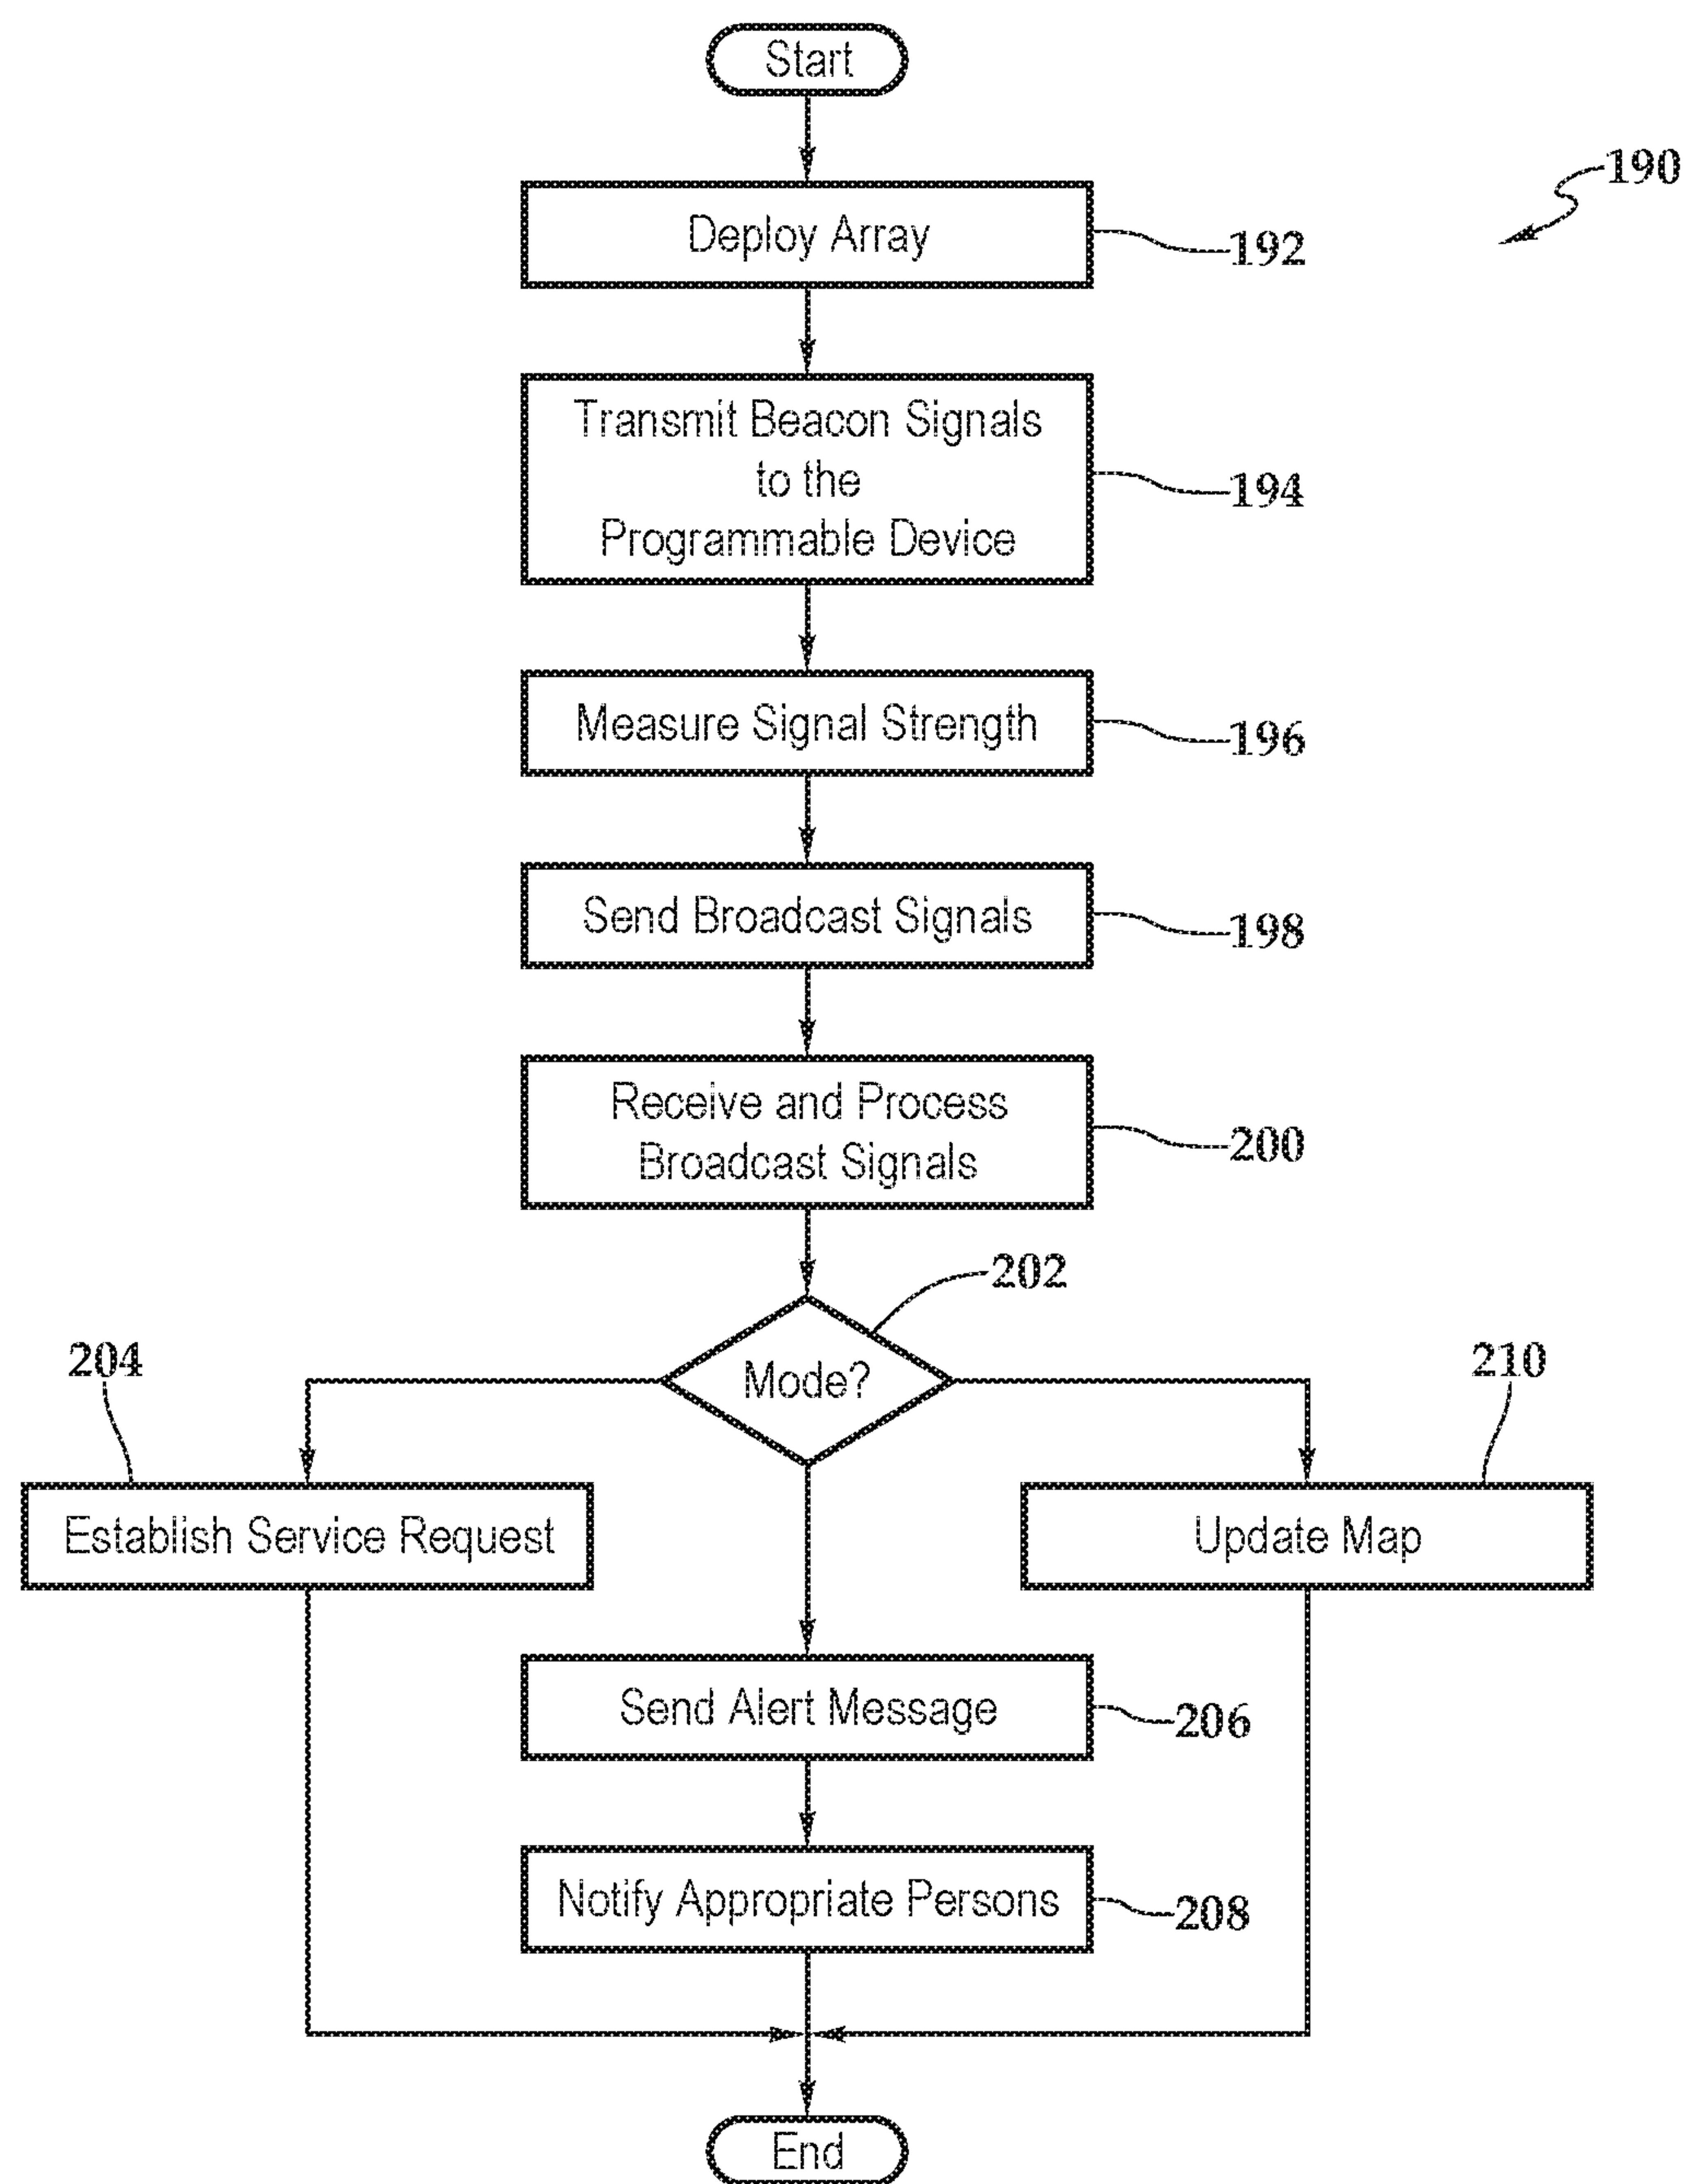 Start
190
Deploy Array
192
Transmit Beacon Signals
to the
Programmable Device
194
Measure Signal Strength
196
Send Broadcast Signals
198
Receive and Process
Broadcast Signals
200
202
Mode?
204
210
Establish Service Request
Update Map
Send Alert Message
206
Notify Appropriate Persons
208
End